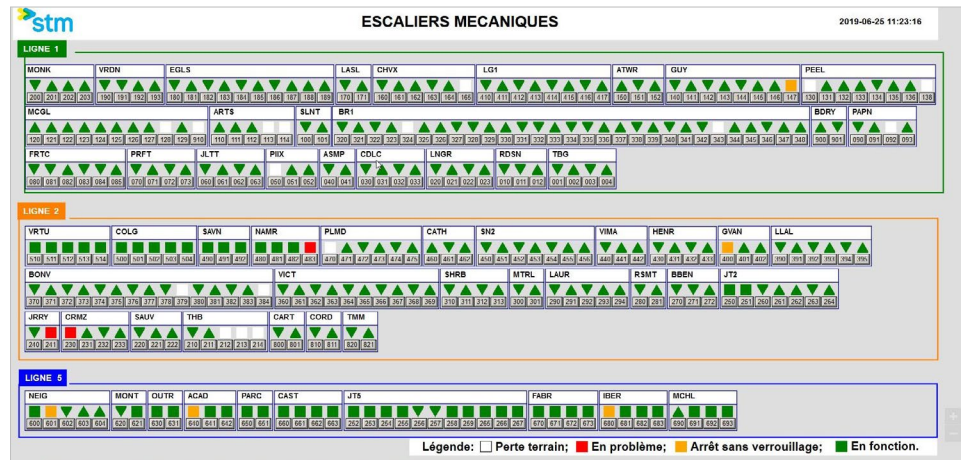 stm
ESCALIERS MECANIQUES
2019-06-25 11:23:16
LIGNE 1
MONK VRDN EGLS LASL CHVX LG1 ATWR GUY PEEL
200 201 202 203 190 191 192 193 180 181 182 183 184 185 186 187 188 189 170 171 160 161 162 163 164 165 410 411 412 413 414 415 416 417 150 151 152 140 141 142 143 144 145 146 147 130 131 132 133 134 135 136 138
MCGL ARTS SLNT BR1 BDRY PAPN
120 121 122 123 124 125 126 127 128 129 910 110 111 112 113 114 100 101 320 321 322 323 324 325 326 327 328 329 330 331 332 333 334 335 336 337 338 339 340 341 342 343 344 345 346 347 348 900 901 090 091 092 093
FRTC PRFT JLTT PIIX ASMP CDLC LNGR RDSN TBG
080 081 082 083 084 085 070 071 072 073 060 061 062 063 050 051 052 040 041 030 031 032 033 020 021 022 023 010 011 012 001 002 003 004
LIGNE 2
VRTU COLG SAVN NAMR PLMD CATH SN2 VIMA HENR GVAN LLAL
510 511 512 513 514 500 501 502 503 504 490 491 492 480 481 482 483 470 471 472 473 474 475 460 461 462 450 451 452 453 454 455 456 457 440 441 442 430 431 432 433 400 401 402 390 391 392 393 394 395
BONV VICT SHRB MTRL LAUR RSMT BBEN JT2
370 371 372 373 374 375 376 377 378 379 380 381 382 383 384 360 361 362 363 364 365 366 367 368 369 310 311 312 313 300 301 290 291 292 293 294 280 281 270 271 272 250 251 260 261 262 263 264
JRRY CRMZ SAUV THB CART CORD TMM
240 241 230 231 232 233 220 221 222 210 211 212 213 214 800 801 810 811 820 821
LIGNE 5
NEIG MONT OUTR ACAD PARC CAST JT5 FABR IBER MCHL
600 601 602 603 604 620 621 630 631 640 641 642 650 651 660 661 662 663 252 253 254 255 256 257 258 259 265 266 267 670 671 672 673 680 681 682 683 690 691 692 693
Légende: Perte terrain; En problème; Arrêt sans verrouillage; En fonction.